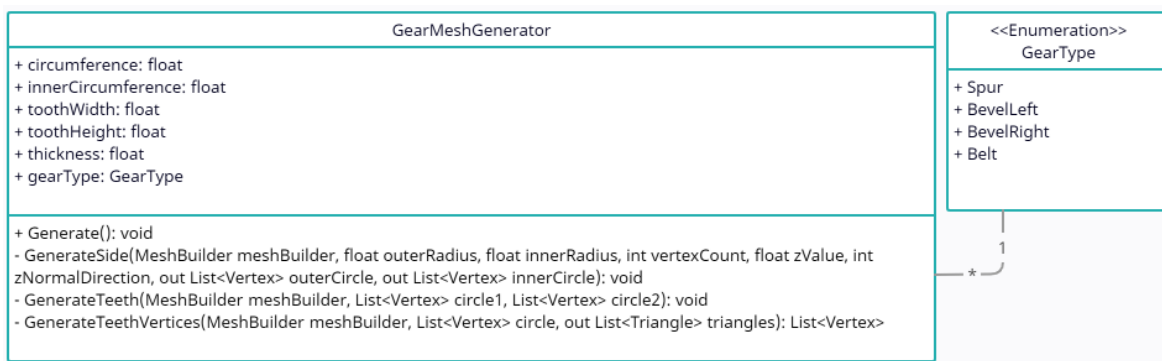 GearMeshGenerator
+ circumference: float
+ innerCircumference: float
+ toothWidth: float
+ toothHeight: float
+ thickness: float
+ gearType: GearType
+ Generate(): void
- GenerateSide(MeshBuilder meshBuilder, float outerRadius, float innerRadius, int vertexCount, float zValue, int
zNormalDirection, out List<Vertex> outerCircle, out List<Vertex> innerCircle): void
- GenerateTeeth(MeshBuilder meshBuilder, List<Vertex> circle1, List<Vertex> circle2): void
- GenerateTeethVertices(MeshBuilder meshBuilder, List<Vertex> circle, out List<Triangle> triangles): List<Vertex>
<<Enumeration>>
GearType
+ Spur
+ BevelLeft
+ BevelRight
+ Belt
1
*